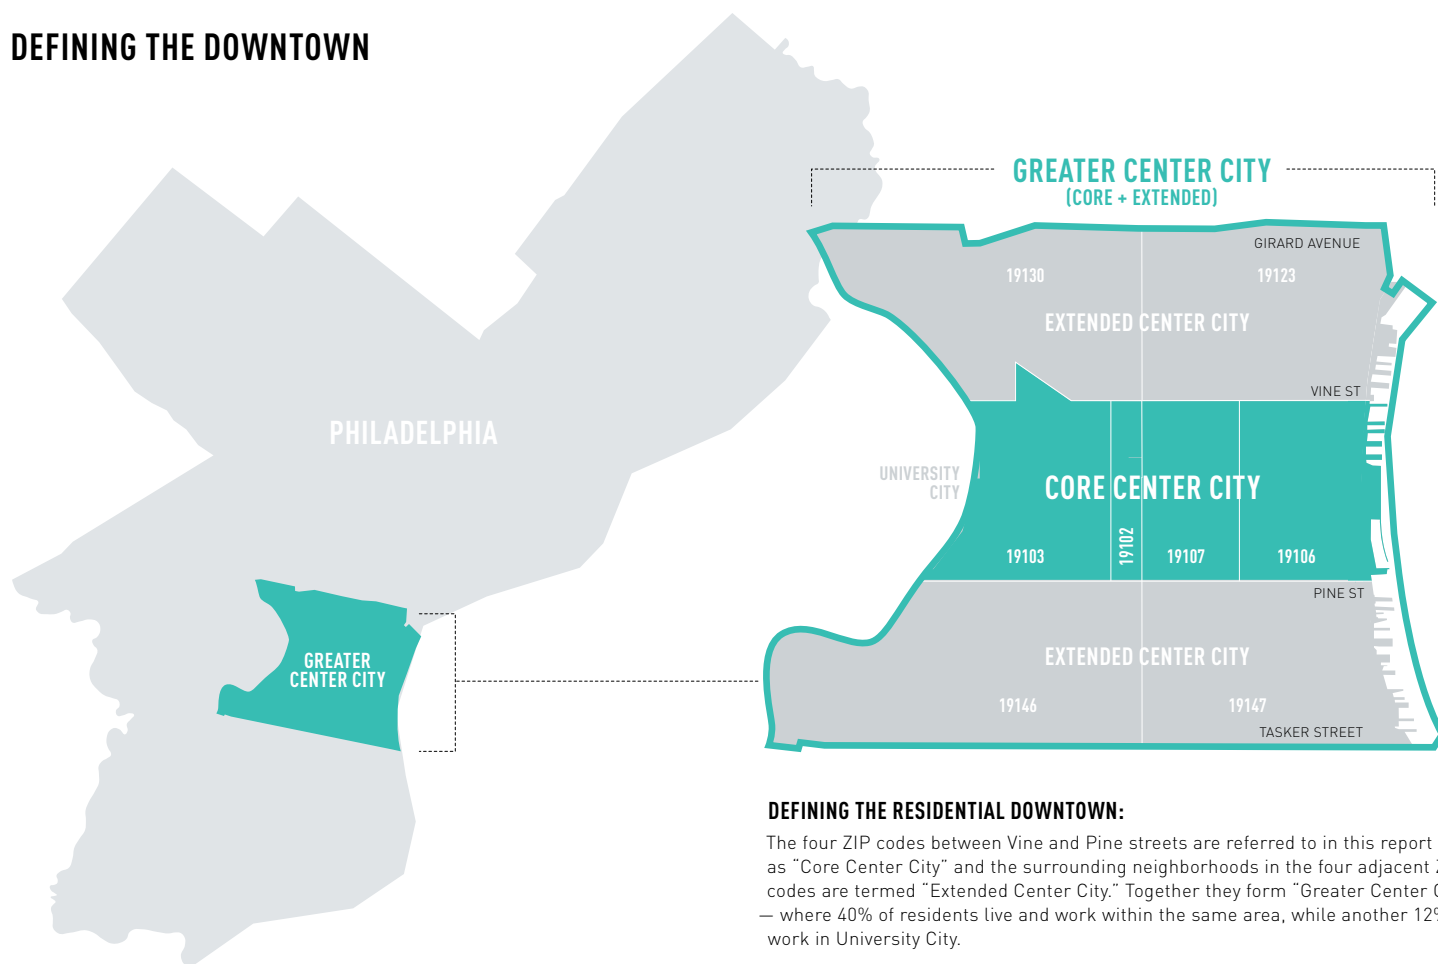 DEFINING THE DOWNTOWN
PHILADELPHIA
GREATER
CENTER CITY
GREATER CENTER CITY
(CORE + EXTENDED)
GIRARD AVENUE
19130
19123
EXTENDED CENTER CITY
VINE ST
UNIVERSITY
CITY
CORE CENTER CITY
19103
19102
19107
19106
PINE ST
EXTENDED CENTER CITY
19146
19147
TASKER STREET
DEFINING THE RESIDENTIAL DOWNTOWN:
The four ZIP codes between Vine and Pine streets are referred to in this report
as “Core Center City” and the surrounding neighborhoods in the four adjacent
codes are termed “Extended Center City.” Together they form “Greater Center
— where 40% of residents live and work within the same area, while another 12%
work in University City.